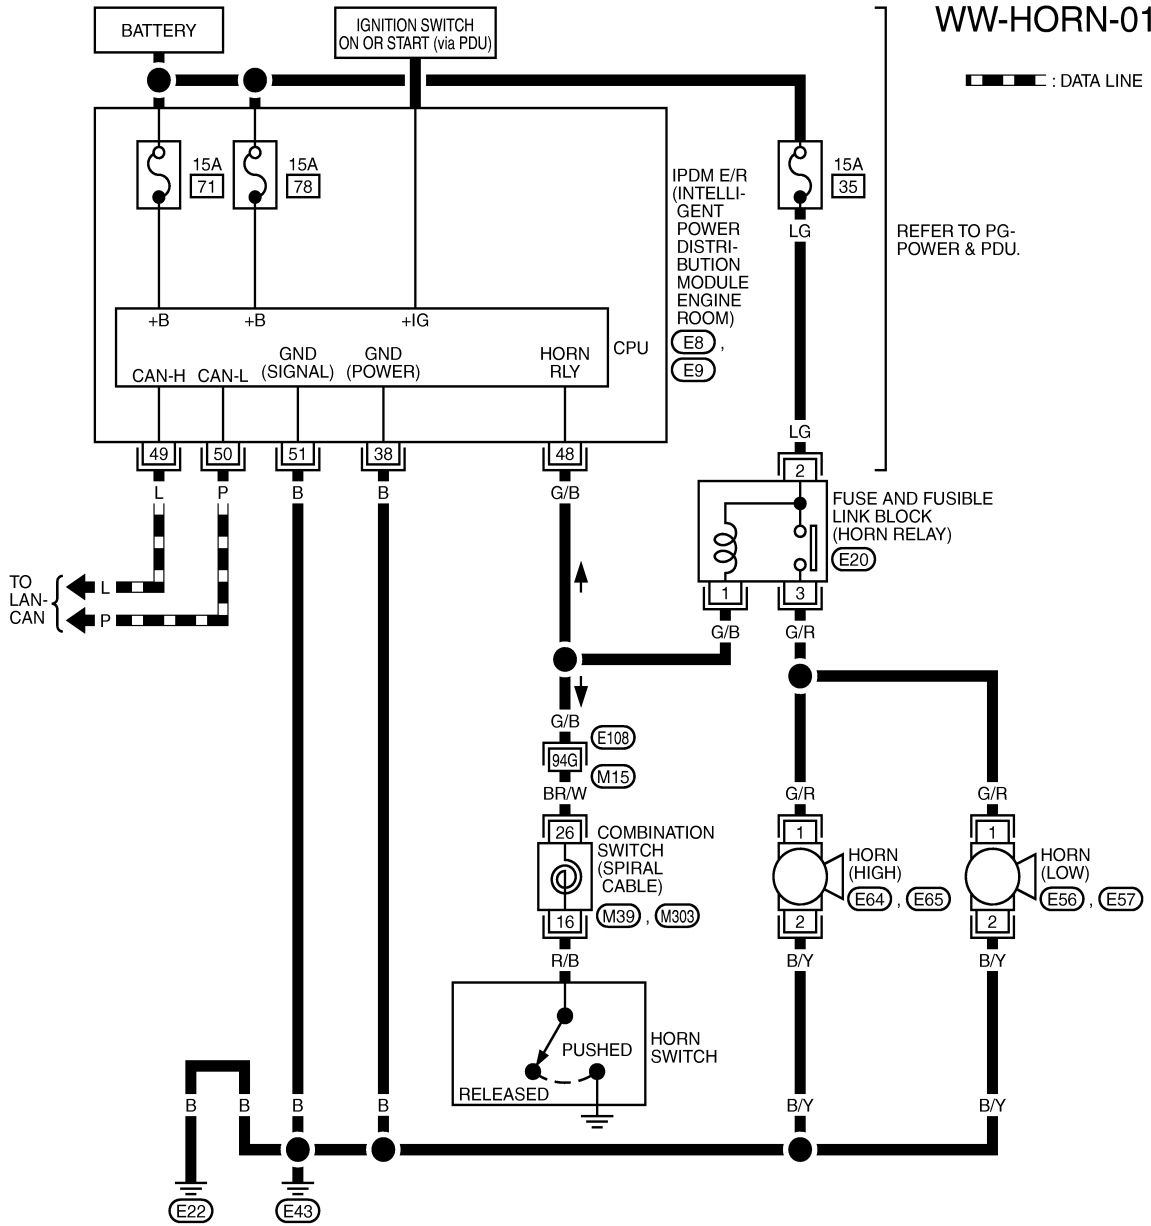 WW-HORN-01
BATTERY
IGNITION SWITCH
ON OR START (via PDU)
: DATA LINE
15A
71
15A
78
15A
35
IPDM E/R
(INTELLI-
GENT
POWER
DISTRI-
BUTION
MODULE
ENGINE
ROOM)
E8 ,
E9
LG
REFER TO PG-
POWER & PDU.
+B
+B
+IG
CPU
CAN-H
CAN-L
GND
(SIGNAL)
GND
(POWER)
HORN
RLY
LG
49
50
51
38
48
2
L
P
B
B
G/B
FUSE AND FUSIBLE
LINK BLOCK
(HORN RELAY)
E20
TO
LAN-
CAN
L
P
1
3
G/B
G/R
G/B
E108
94G
M15
BR/W
G/R
G/R
26
COMBINATION
SWITCH
(SPIRAL
CABLE)
M39 , M303
16
1
HORN
(HIGH)
E64 , E65
2
1
HORN
(LOW)
E56 , E57
2
R/B
B/Y
B/Y
PUSHED
RELEASED
HORN
SWITCH
B
B
B
B
B/Y
B/Y
E22
E43